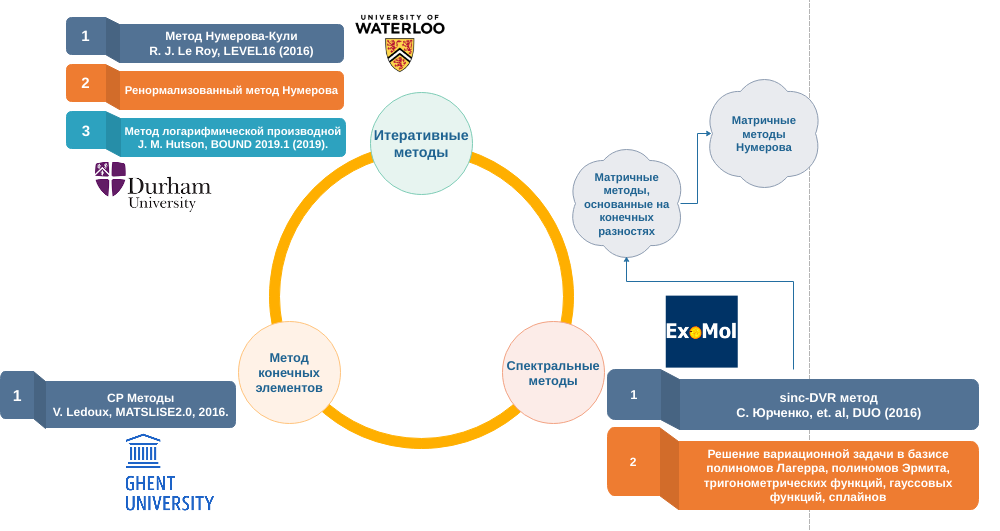 1
Метод Нумерова-Кули
R. J. Le Roy, LEVEL16 (2016)
2
Ренормализованный метод Нумерова
3
Метод логарифмической производной
J. M. Hutson, BOUND 2019.1 (2019).
UNIVERSITY OF
WATERLOO
Durham
University
Итеративные
методы
Матричные
методы
Нумерова
Матричные
методы,
основанные на
конечных
разностях
ExoMol
Метод
конечных
элементов
Спектральные
методы
1
CP Методы
V. Ledoux, MATSLISE2.0, 2016.
GHENT
UNIVERSITY
1
sinc-DVR метод
С. Юрченко, et. al, DUO (2016)
2
Решение вариационной задачи в базисе
полиномов Лагерра, полиномов Эрмита,
тригонометрических функций, гауссовых
функций, сплайнов